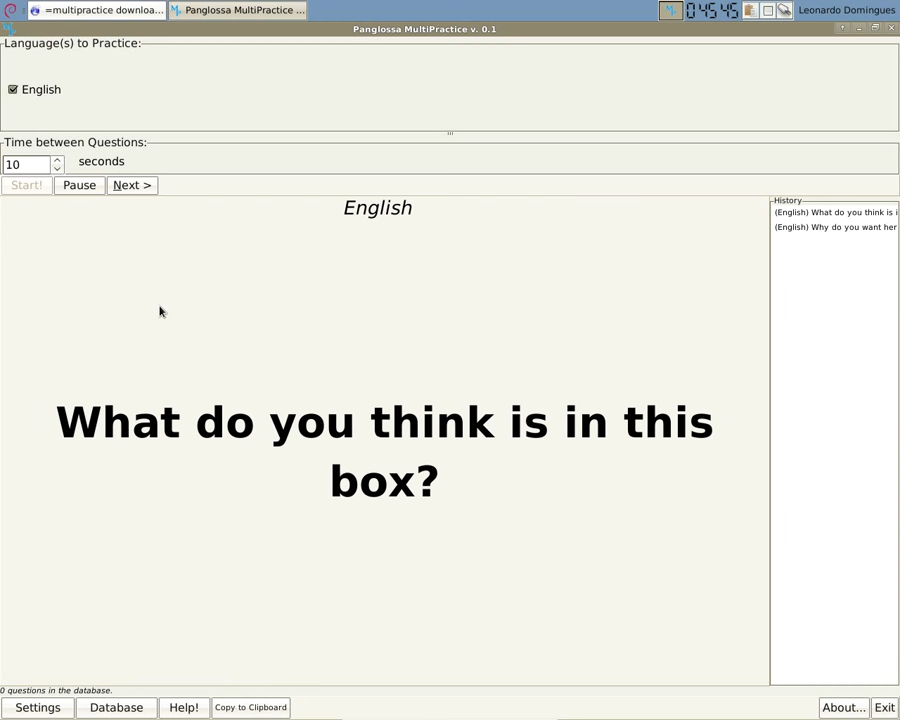 =multipractice downloa...
Panglossa MultiPractice ...
04:54:5
Leonardo Domingues
Panglossa MultiPractice v. 0.1
Language(s) to Practice:
English
Time between Questions:
10 seconds
Start! Pause Next >
English
History
(English) What do you think is i
(English) Why do you want her
What do you think is in this
box?
0 questions in the database.
Settings Database Help! Copy to Clipboard About... Exit